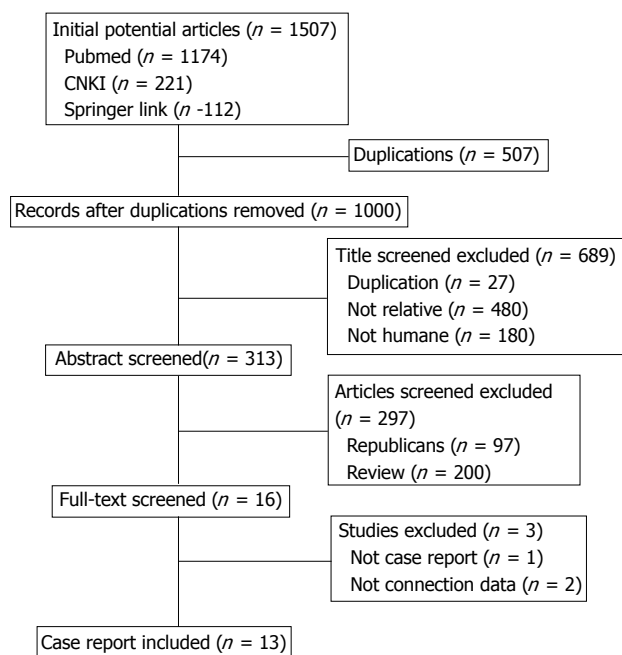 Initial potential articles (n = 1507)
Pubmed (n = 1174)
CNKI (n = 221)
Springer link (n -112)
Duplications (n = 507)
Records after duplications removed (n = 1000)
Title screened excluded (n = 689)
Duplication (n = 27)
Not relative (n = 480)
Not humane (n = 180)
Abstract screened(n = 313)
Articles screened excluded
(n = 297)
Republicans (n = 97)
Review (n = 200)
Full-text screened (n = 16)
Studies excluded (n = 3)
Not case report (n = 1)
Not connection data (n = 2)
Case report included (n = 13)